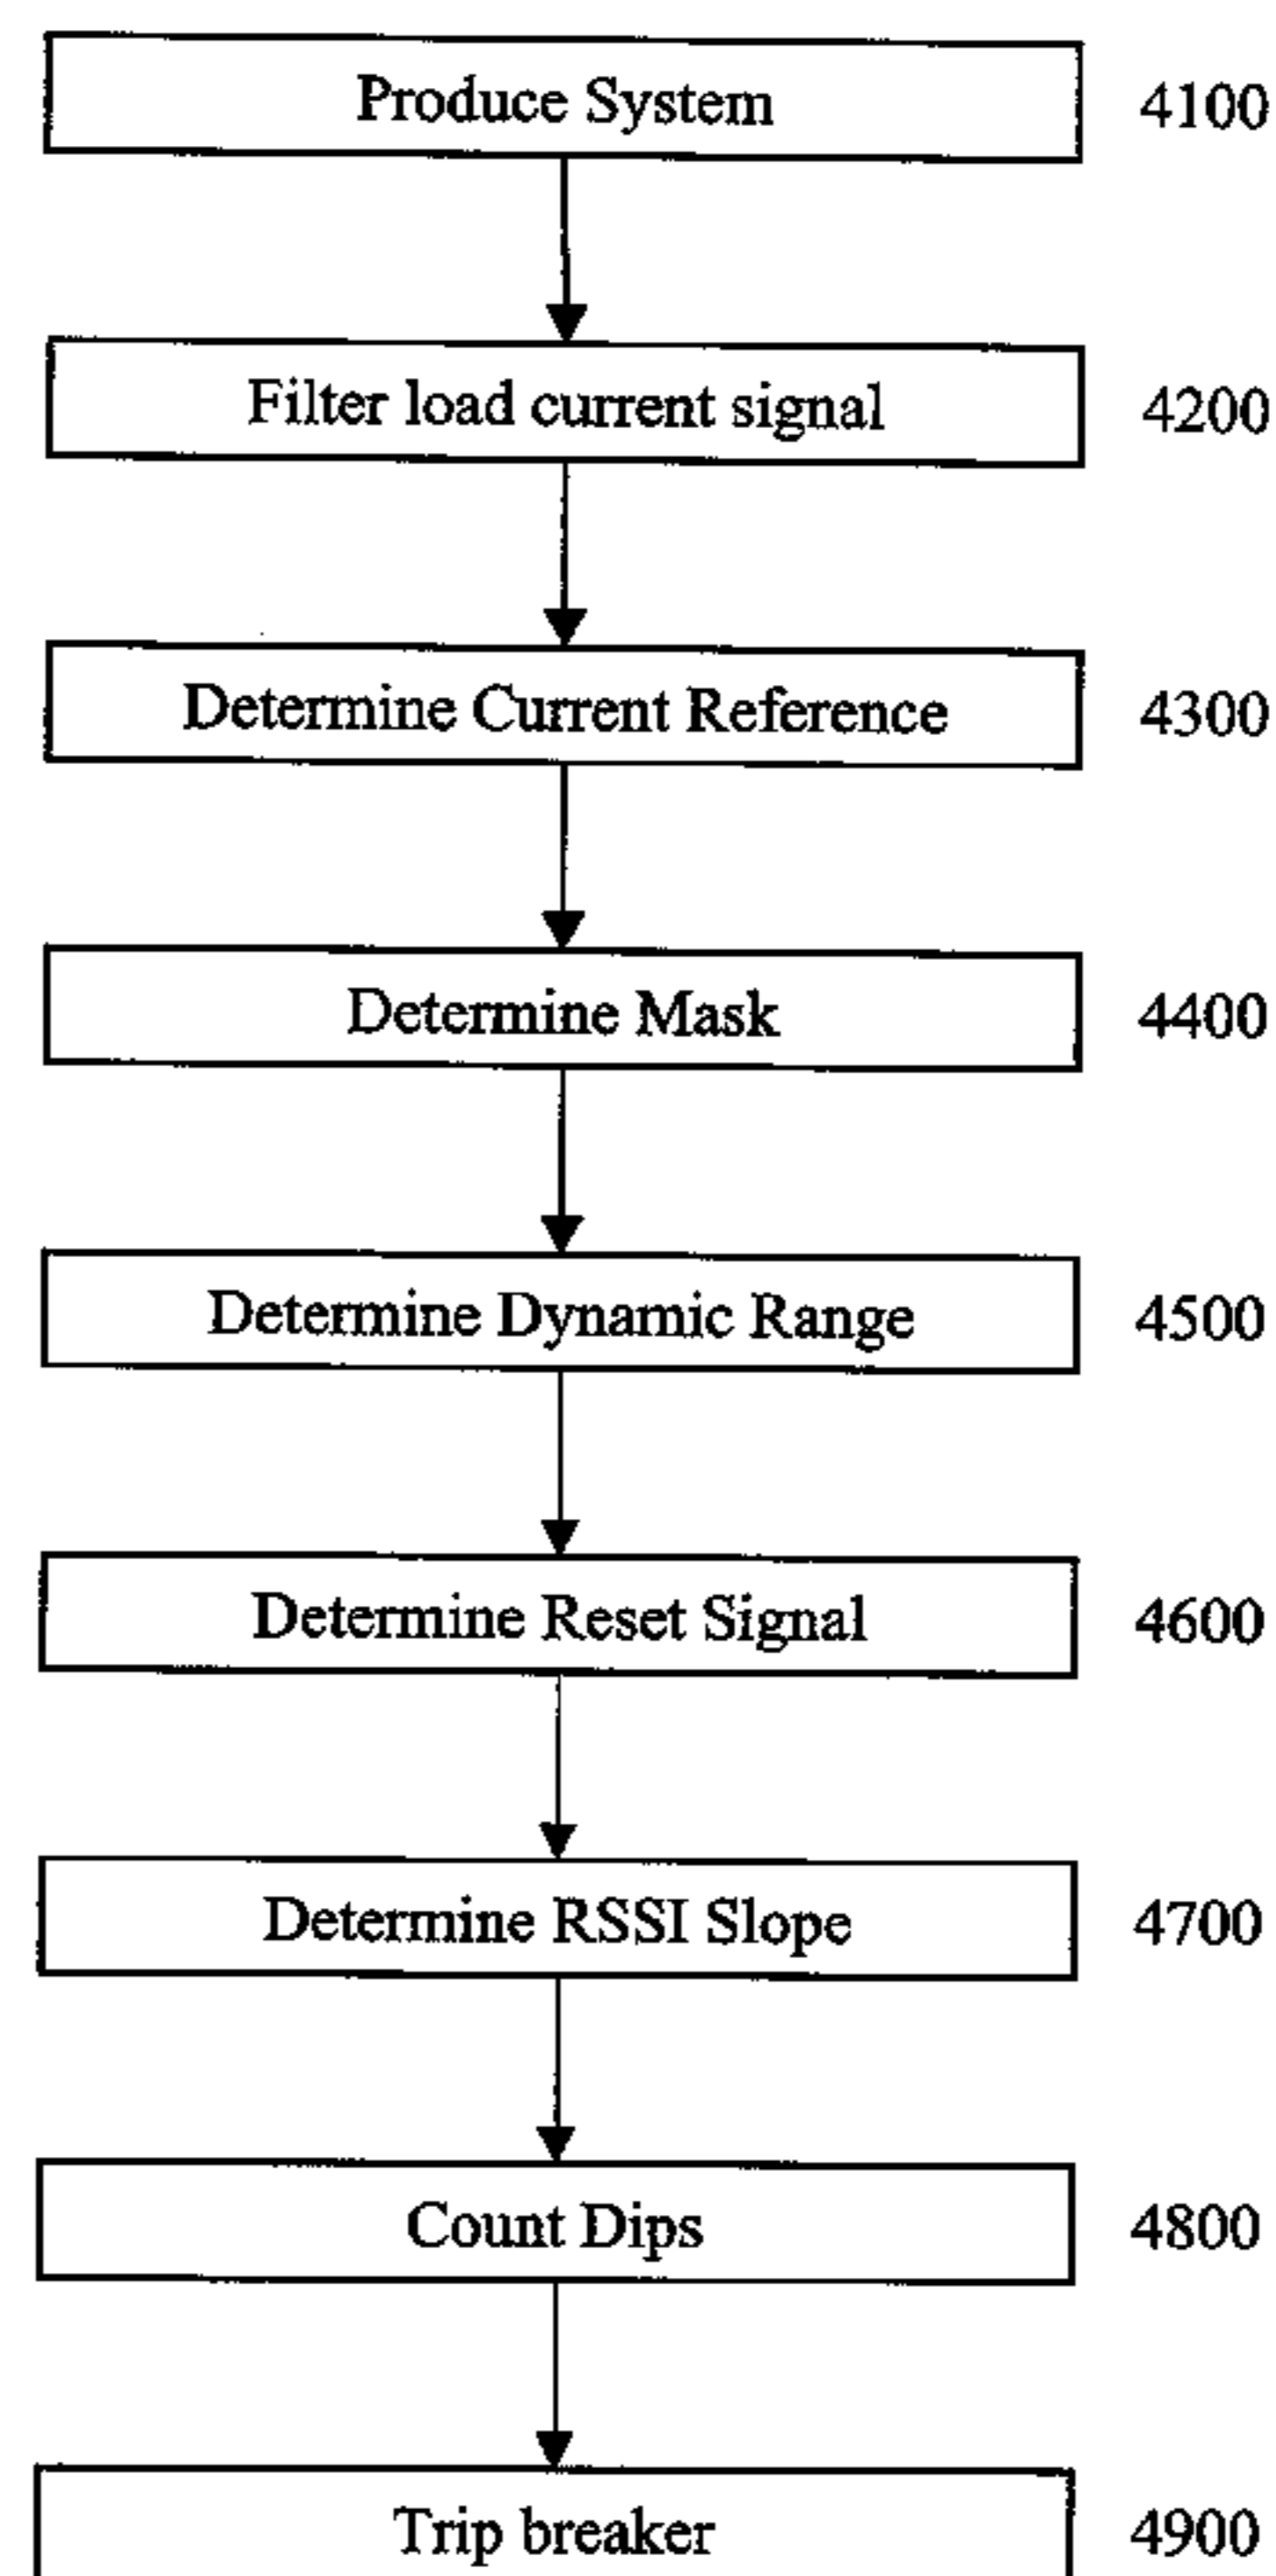 Produce System 4100
Filter load current signal 4200
Determine Current Reference 4300
Determine Mask 4400
Determine Dynamic Range 4500
Determine Reset Signal 4600
Determine RSSI Slope 4700
Count Dips 4800
Trip breaker 4900